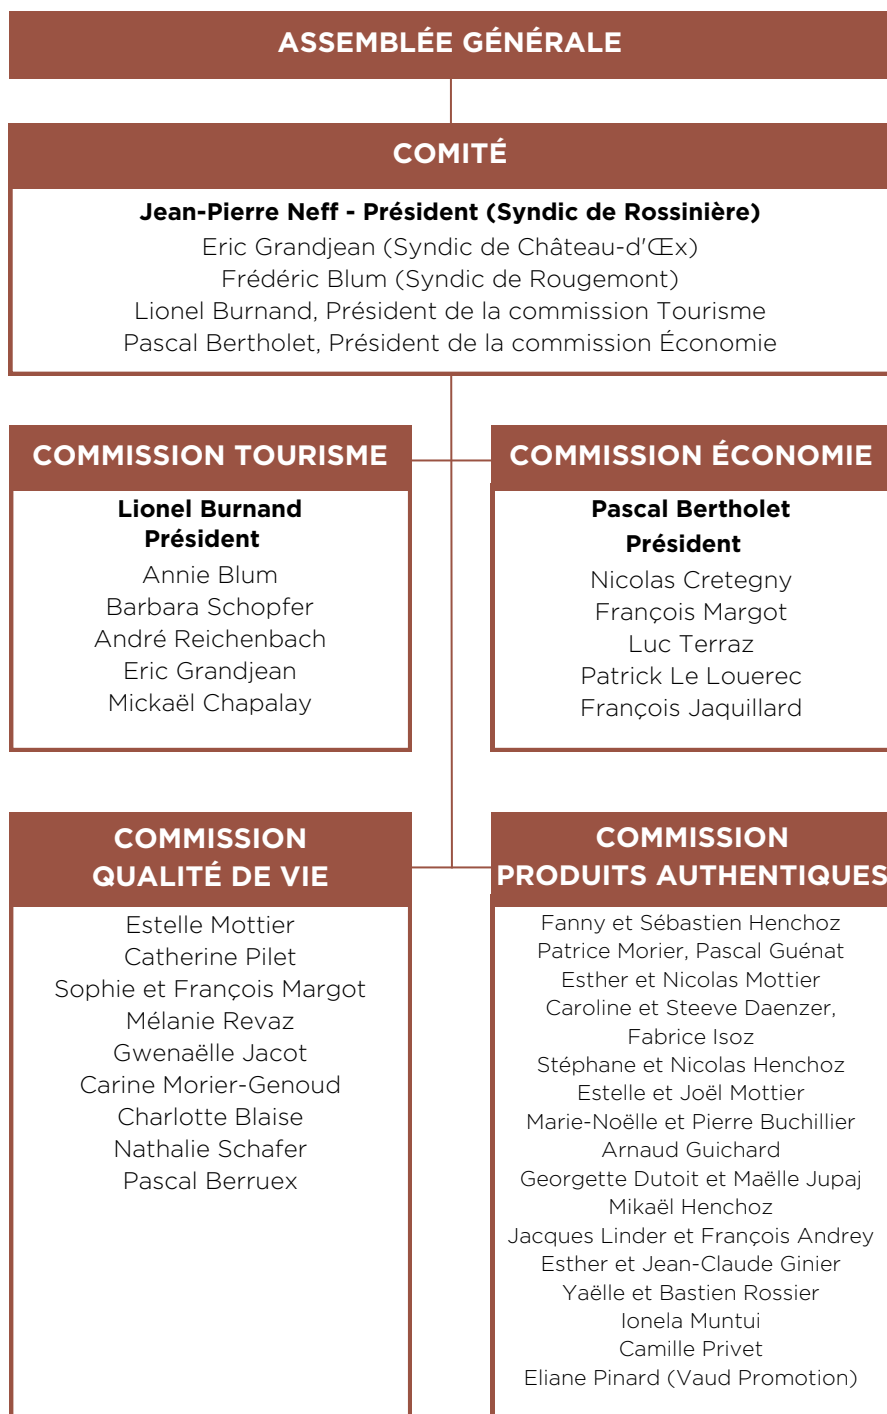 ASSEMBLÉE GÉNÉRALE
COMITÉ
Jean-Pierre Neff - Président (Syndic de Rossinière)
Eric Grandjean (Syndic de Château-d'Œx)
Frédéric Blum (Syndic de Rougemont)
Lionel Burnand, Président de la commission Tourisme
Pascal Bertholet, Président de la commission Économie
COMMISSION TOURISME
Lionel Burnand
Président
Annie Blum
Barbara Schopfer
André Reichenbach
Eric Grandjean
Mickaël Chapalay
COMMISSION ÉCONOMIE
Pascal Bertholet
Président
Nicolas Cretegny
François Margot
Luc Terraz
Patrick Le Louerec
François Jaquillard
COMMISSION
QUALITÉ DE VIE
Estelle Mottier
Catherine Pilet
Sophie et François Margot
Mélanie Revaz
Gwenaëlle Jacot
Carine Morier-Genoud
Charlotte Blaise
Nathalie Schafer
Pascal Berruex
COMMISSION
PRODUITS AUTHENTIQUES
Fanny et Sébastien Henchoz
Patrice Morier, Pascal Guénat
Esther et Nicolas Mottier
Caroline et Steeve Daenzer,
Fabrice Isoz
Stéphane et Nicolas Henchoz
Estelle et Joël Mottier
Marie-Noëlle et Pierre Buchillier
Arnaud Guichard
Georgette Dutoit et Maëlle Jupaj
Mikaël Henchoz
Jacques Linder et François Andrey
Esther et Jean-Claude Ginier
Yaëlle et Bastien Rossier
Ionela Muntui
Camille Privet
Eliane Pinard (Vaud Promotion)